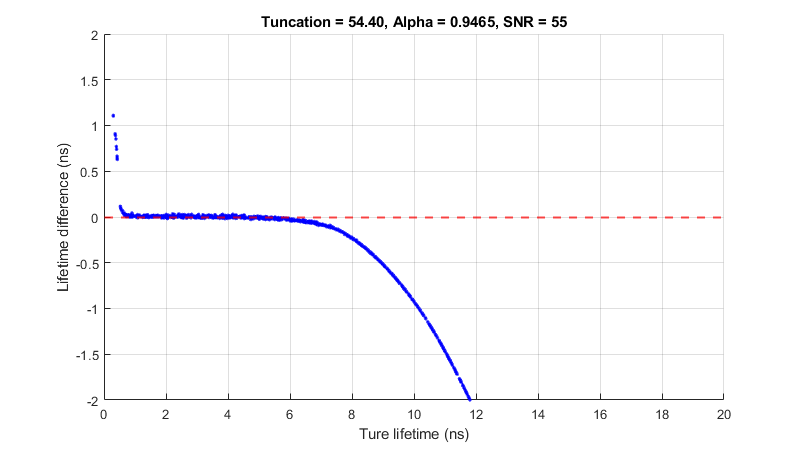 Tuncation = 54.40, Alpha = 0.9465, SNR = 55
2
1.5
1
0.5
0
-0.5
-1
-1.5
-2
Lifetime difference (ns)
0 2 4 6 8 10 12 14 16 18 20
Ture lifetime (ns)